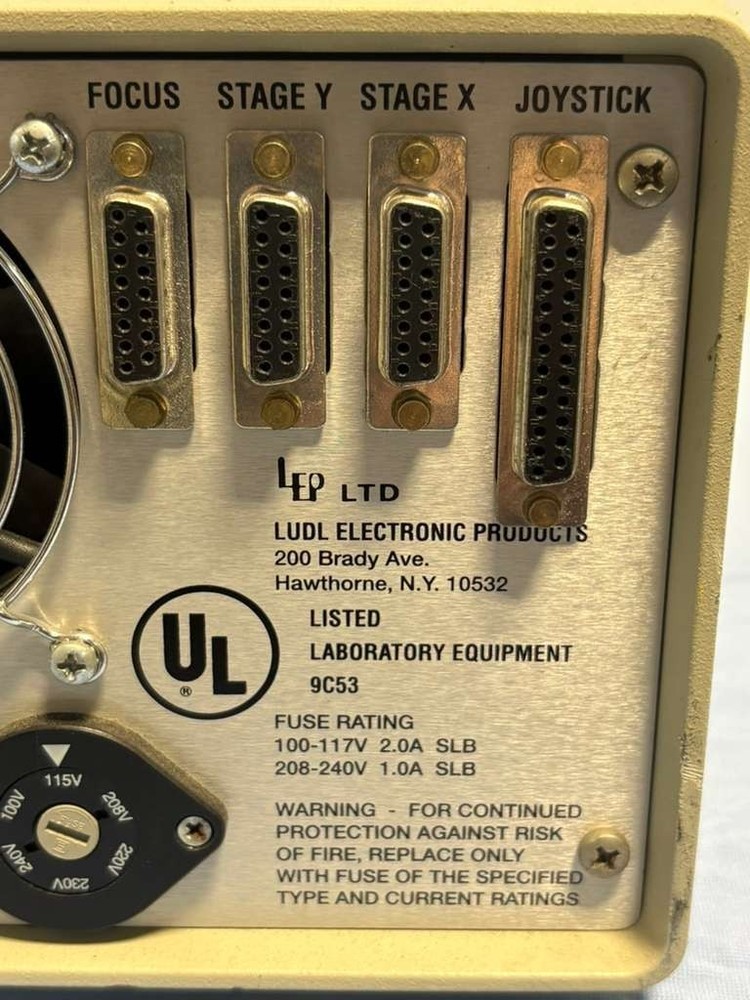 FOCUS STAGE Y STAGE X JOYSTICK
LEP LTD
LUDL ELECTRONIC PRODUCTS
200 Brady Ave.
Hawthorne, N.Y. 10532
UL
®
LISTED
LABORATORY EQUIPMENT
9C53
FUSE RATING
100-117V 2.0A SLB
208-240V 1.0A SLB
115V
100V
208V
240V
220V
230V
WARNING - FOR CONTINUED
PROTECTION AGAINST RISK
OF FIRE, REPLACE ONLY
WITH FUSE OF THE SPECIFIED
TYPE AND CURRENT RATINGS